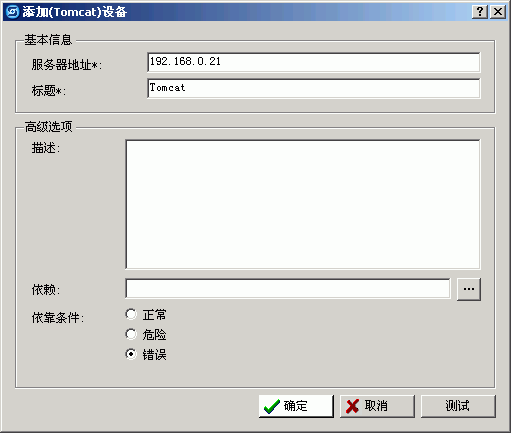 添加(Tomcat)设备
基本信息
服务器地址*: 192.168.0.21
标题*: Tomcat
高级选项
描述:
依赖: ...
依靠条件: 正常
危险
错误
确定 取消 测试